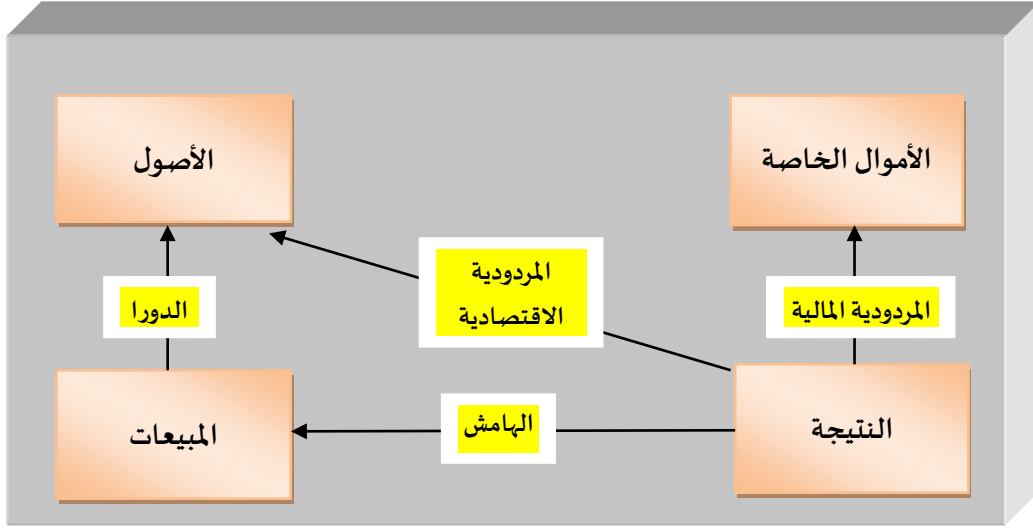 الأموال الخاصة
الأصول
المردودية
الاقتصادية
المردودية المالية
الدورا
النتيجة
الهامش
المبيعات